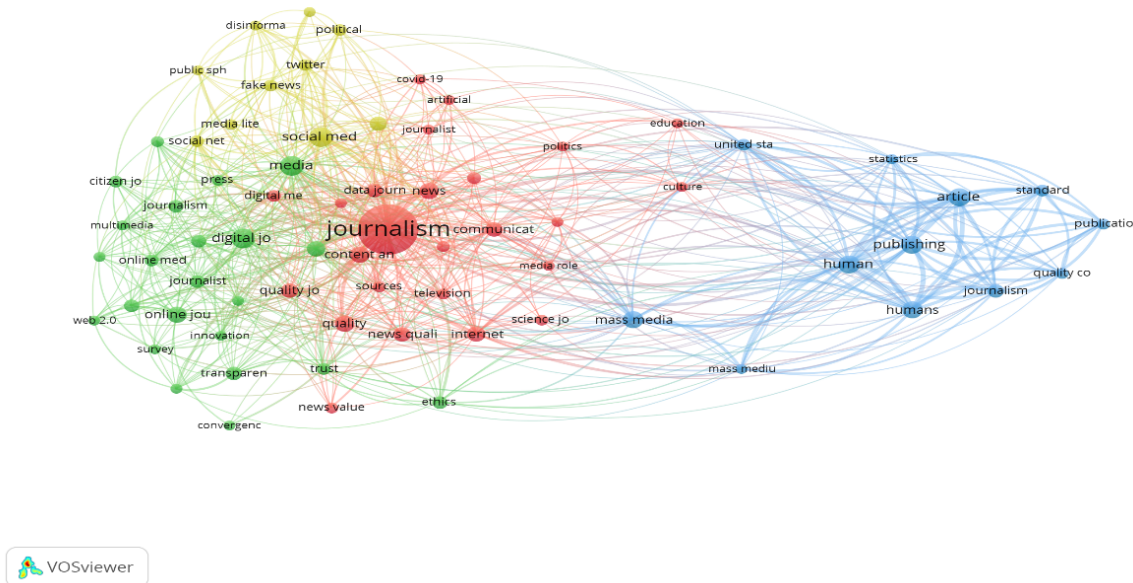 disinforma
political
public sph
twitter
fake news
covid-19
artificial
media lite
social med
journalist
social net
education
politics
united sta
statistics
media
citizen jo
press
digital me
data journ
news
culture
article
standard
journalism
multimedia
journalism
communicat
publicatio
digital jo
content an
publishing
online med
media role
human
quality co
journalist
quality jo
sources
television
journalism
web 2.0
online jou
innovation
quality
news quali
internet
science jo
mass media
humans
survey
transparen
trust
mass mediu
news value
ethics
convergenc
VOSviewer